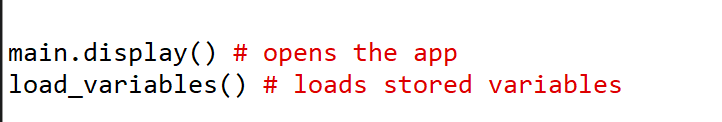 main.display() # opens the app
load_variables() # loads stored variables